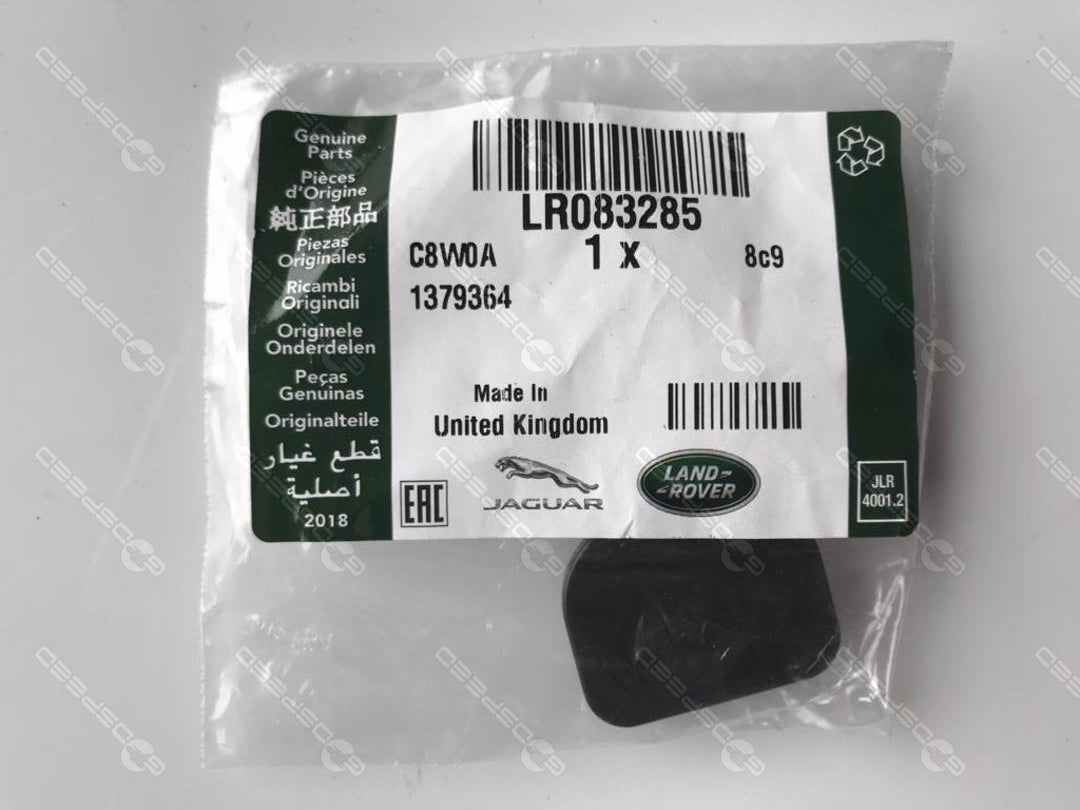 Genuine
Parts
Pièces
d'Origine
純正部品
Piezas
Originales
Ricambi
Originali
Originele
Onderdelen
Peças
Genuinas
Originalteile
قطع غيار
أصلية
2018
LR083285
C8W0A 1 x 8c9
1379364
Made In
United Kingdom
EAC
JAGUAR
LAND-
-ROVER
JLR
4001.2
DSPEED